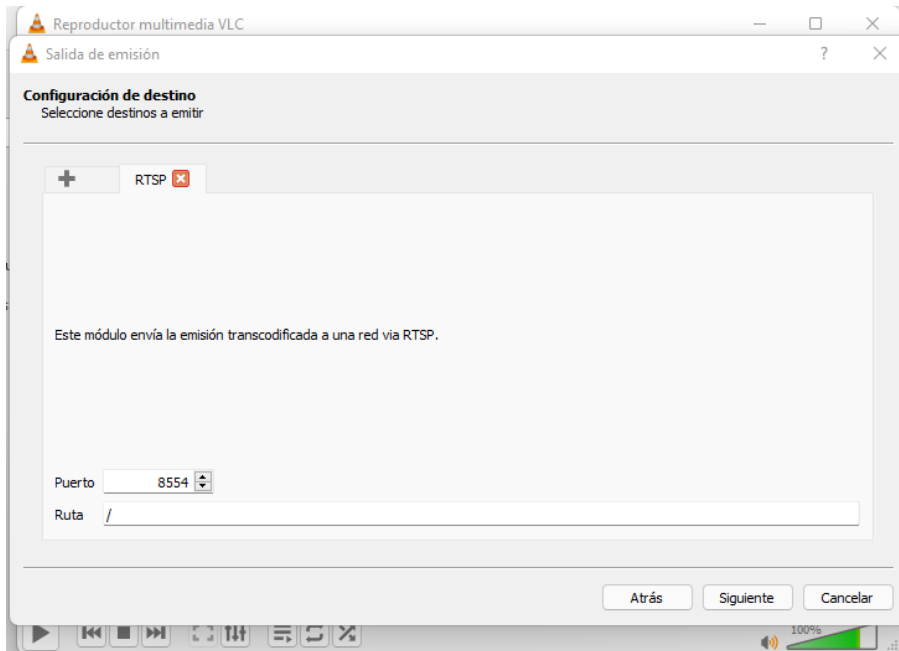 Reproductor multimedia VLC
Salida de emisión
?
Configuración de destino
Seleccione destinos a emitir
RTSP
Este módulo envía la emisión transcodificada a una red via RTSP.
Puerto 8554
Ruta /
Atrás Siguiente Cancelar
100%